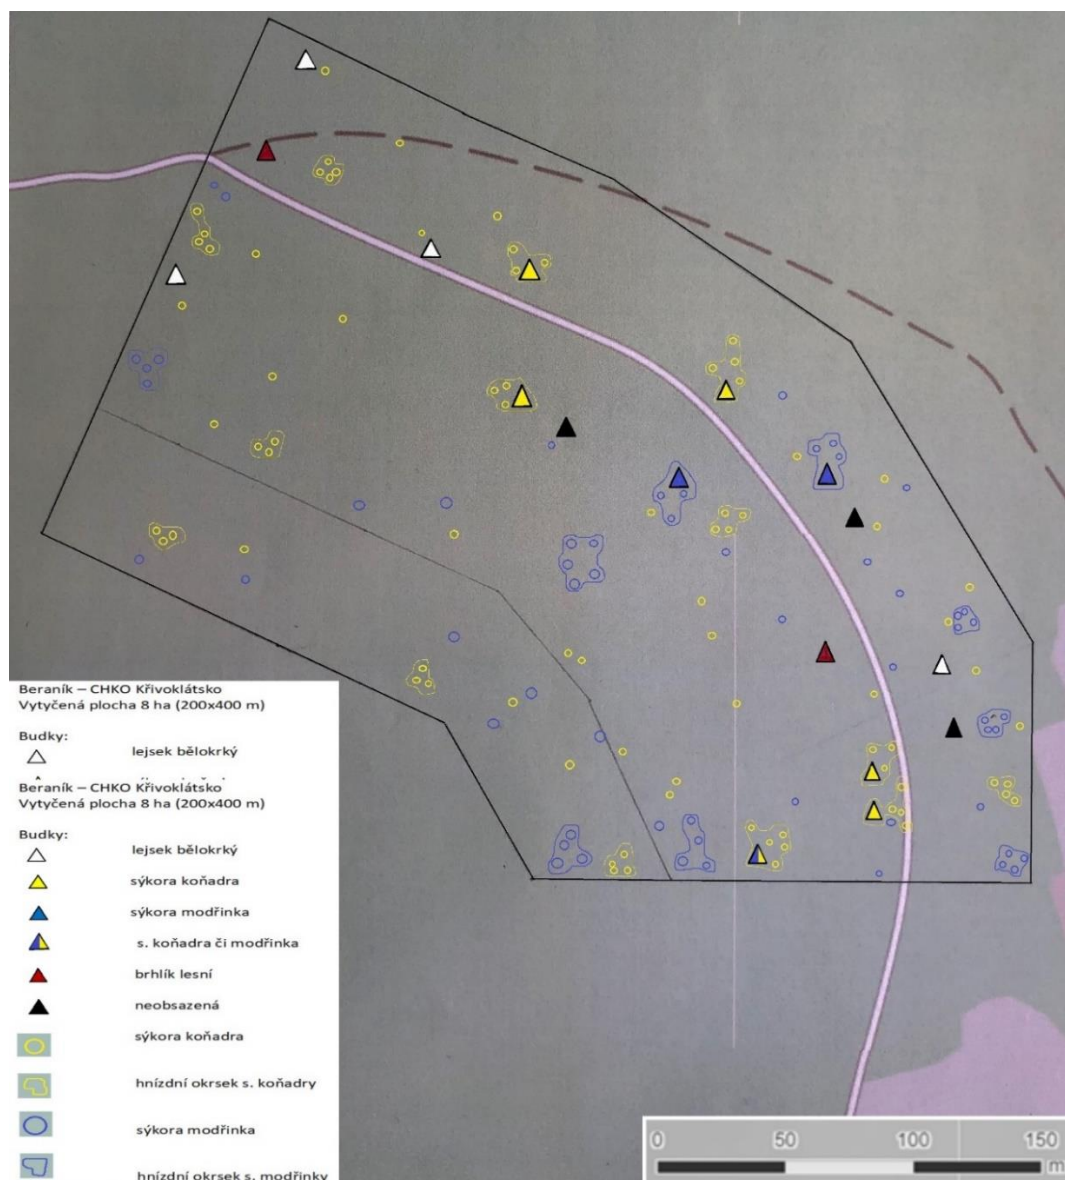 Beraník – CHKO Křivoklátsko
Vytyčená plocha 8 ha (200x400 m)
Budky:
lejsek bělokrký
Beraník – CHKO Křivoklátsko
Vytyčená plocha 8 ha (200x400 m)
Budky:
lejsek bělokrký
sýkora koňadra
sýkora modřinka
s. koňadra či modřinka
brhlík lesní
neobsazená
sýkora koňadra
hnízdní okrsek s. koňadry
sýkora modřinka
hnízdní okrsek s. modřinky
0 50 100 150
m